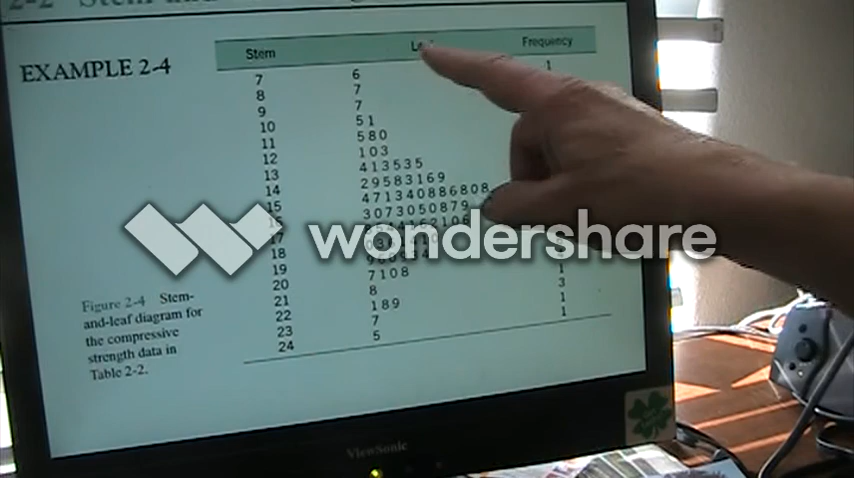 Stem Leaf Frequency
EXAMPLE 2-4
7 6 1
8 7
9 7
10 5 1
11 5 8 0
12 1 0 3
13 4 1 3 5 3 5
14 2 9 5 8 3 1 6 9
15 4 7 1 3 4 0 8 8 6 8 0 8
16 3 0 7 3 0 5 0 8 7 9
17
18
19
20 7 1 0 8
21 8 1
22 1 8 9 3
23 7 1
24 5 1
Figure 2-4 Stem-
and-leaf diagram for
the compressive
strength data in
Table 2-2.
wondershare
ViewSonic